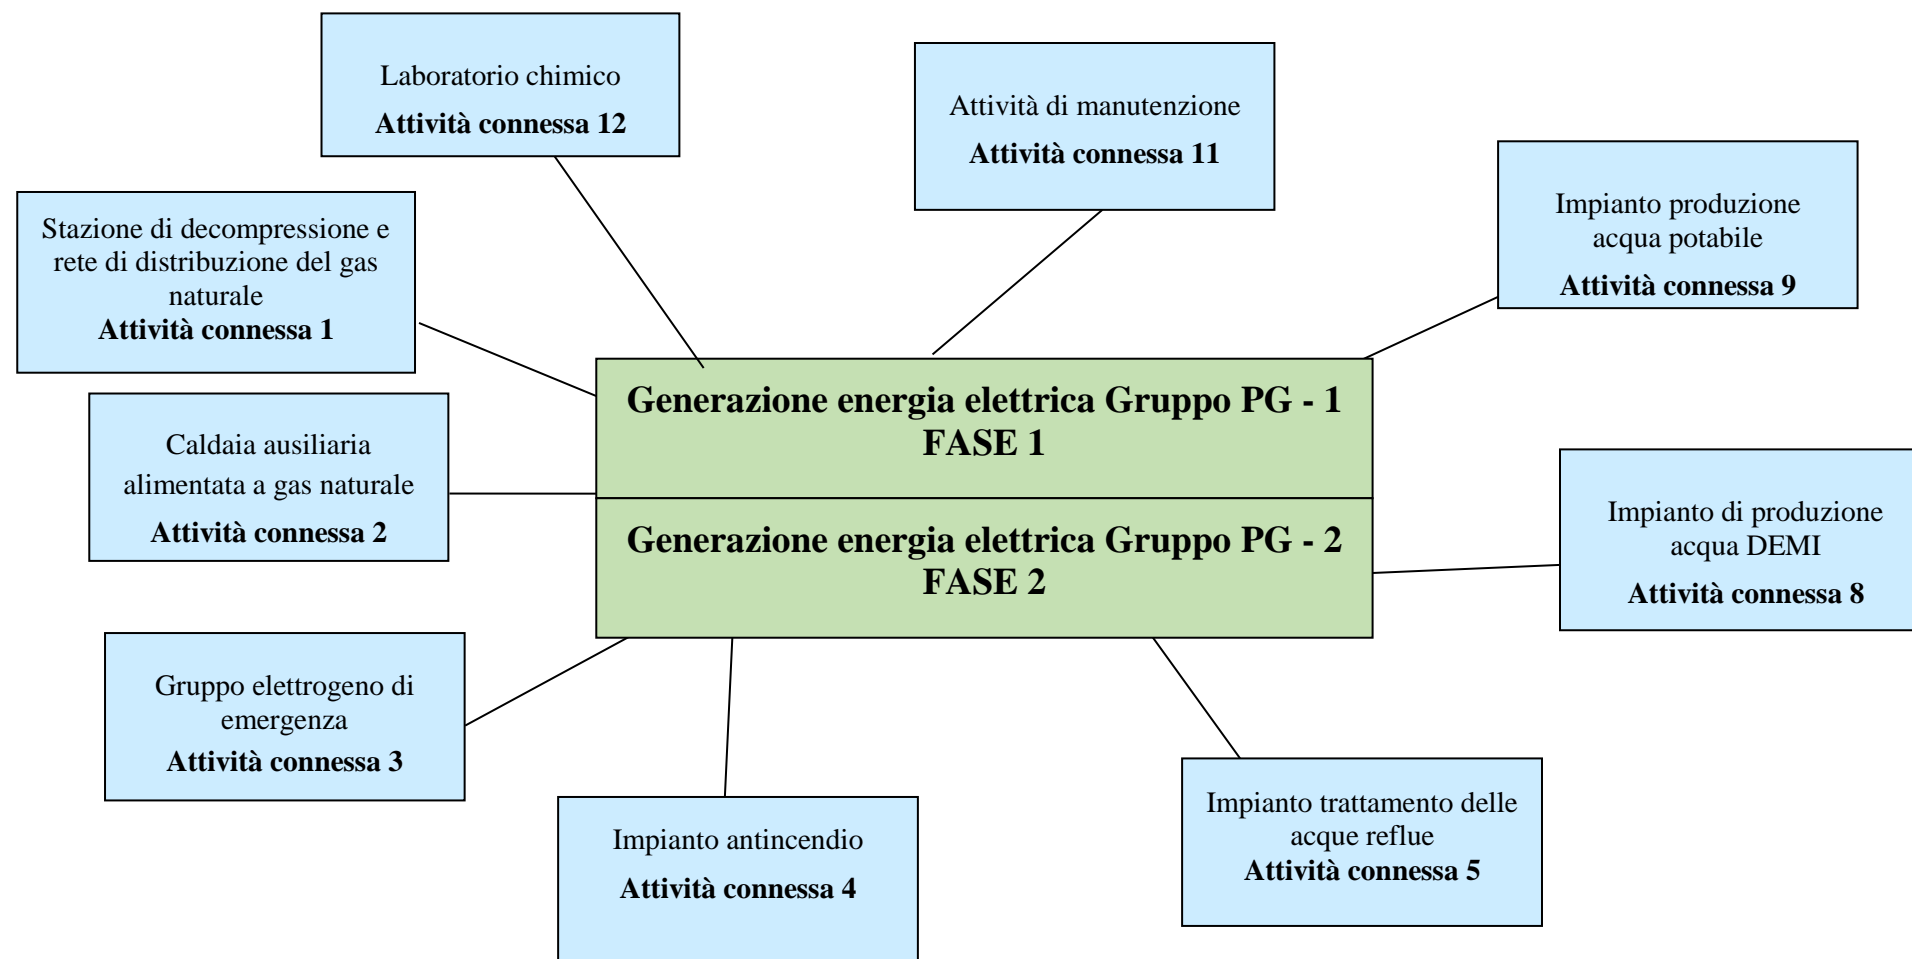 Laboratorio chimico
Attività connessa 12
Attività di manutenzione
Attività connessa 11
Impianto produzione
acqua potabile
Attività connessa 9
Stazione di decompressione e
rete di distribuzione del gas
naturale
Attività connessa 1
Generazione energia elettrica Gruppo PG - 1
FASE 1
Caldaia ausiliaria
alimentata a gas naturale
Attività connessa 2
Generazione energia elettrica Gruppo PG - 2
FASE 2
Impianto di produzione
acqua DEMI
Attività connessa 8
Gruppo elettrogeno di
emergenza
Attività connessa 3
Impianto antincendio
Attività connessa 4
Impianto trattamento delle
acque reflue
Attività connessa 5